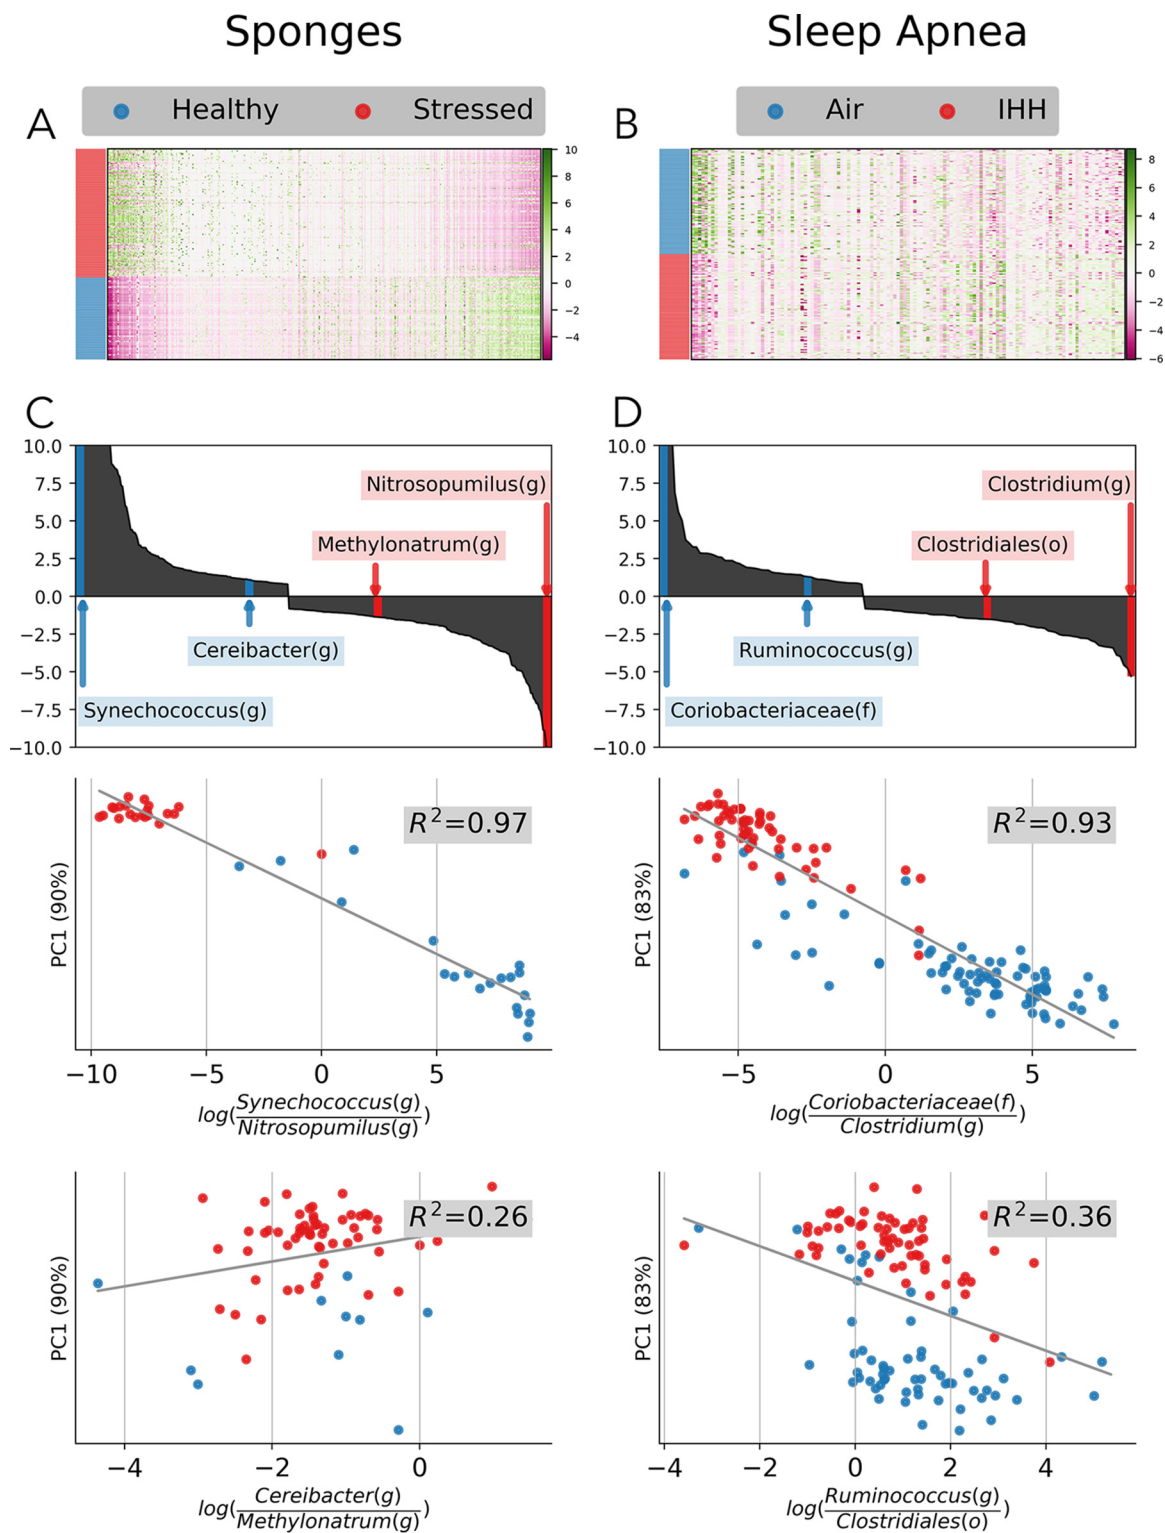 Sponges
Sleep Apnea
Healthy
Stressed
Air
IHH
A
B
10
8
6
4
2
0
−2
−4
8
6
4
2
0
−2
−4
−6
C
D
10.0
7.5
5.0
2.5
0.0
−2.5
−5.0
−7.5
−10.0
Nitrosopumilus(g)
Methylonatrum(g)
Cereibacter(g)
Synechococcus(g)
10.0
7.5
5.0
2.5
0.0
−2.5
−5.0
−7.5
−10.0
Clostridium(g)
Clostridiales(o)
Ruminococcus(g)
Coriobacteriaceae(f)
PC1 (90%)
R²=0.97
−10 −5 0 5
log(Synechococcus(g)
Nitrosopumilus(g))
PC1 (83%)
R²=0.93
−5 0 5
log(Coriobacteriaceae(f)
Clostridium(g))
PC1 (90%)
R²=0.26
−4 −2 0
log(Cereibacter(g)
Methylonatrum(g))
PC1 (83%)
R²=0.36
−4 −2 0 2 4
log(Ruminococcus(g)
Clostridiales(o))